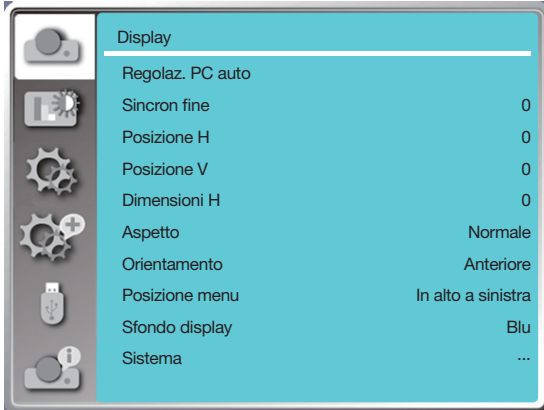 Display
Regolaz. PC auto
Sincron fine 0
Posizione H 0
Posizione V 0
Dimensioni H 0
Aspetto Normale
Orientamento Anteriore
Posizione menu In alto a sinistra
Sfondo display Blu
Sistema ...